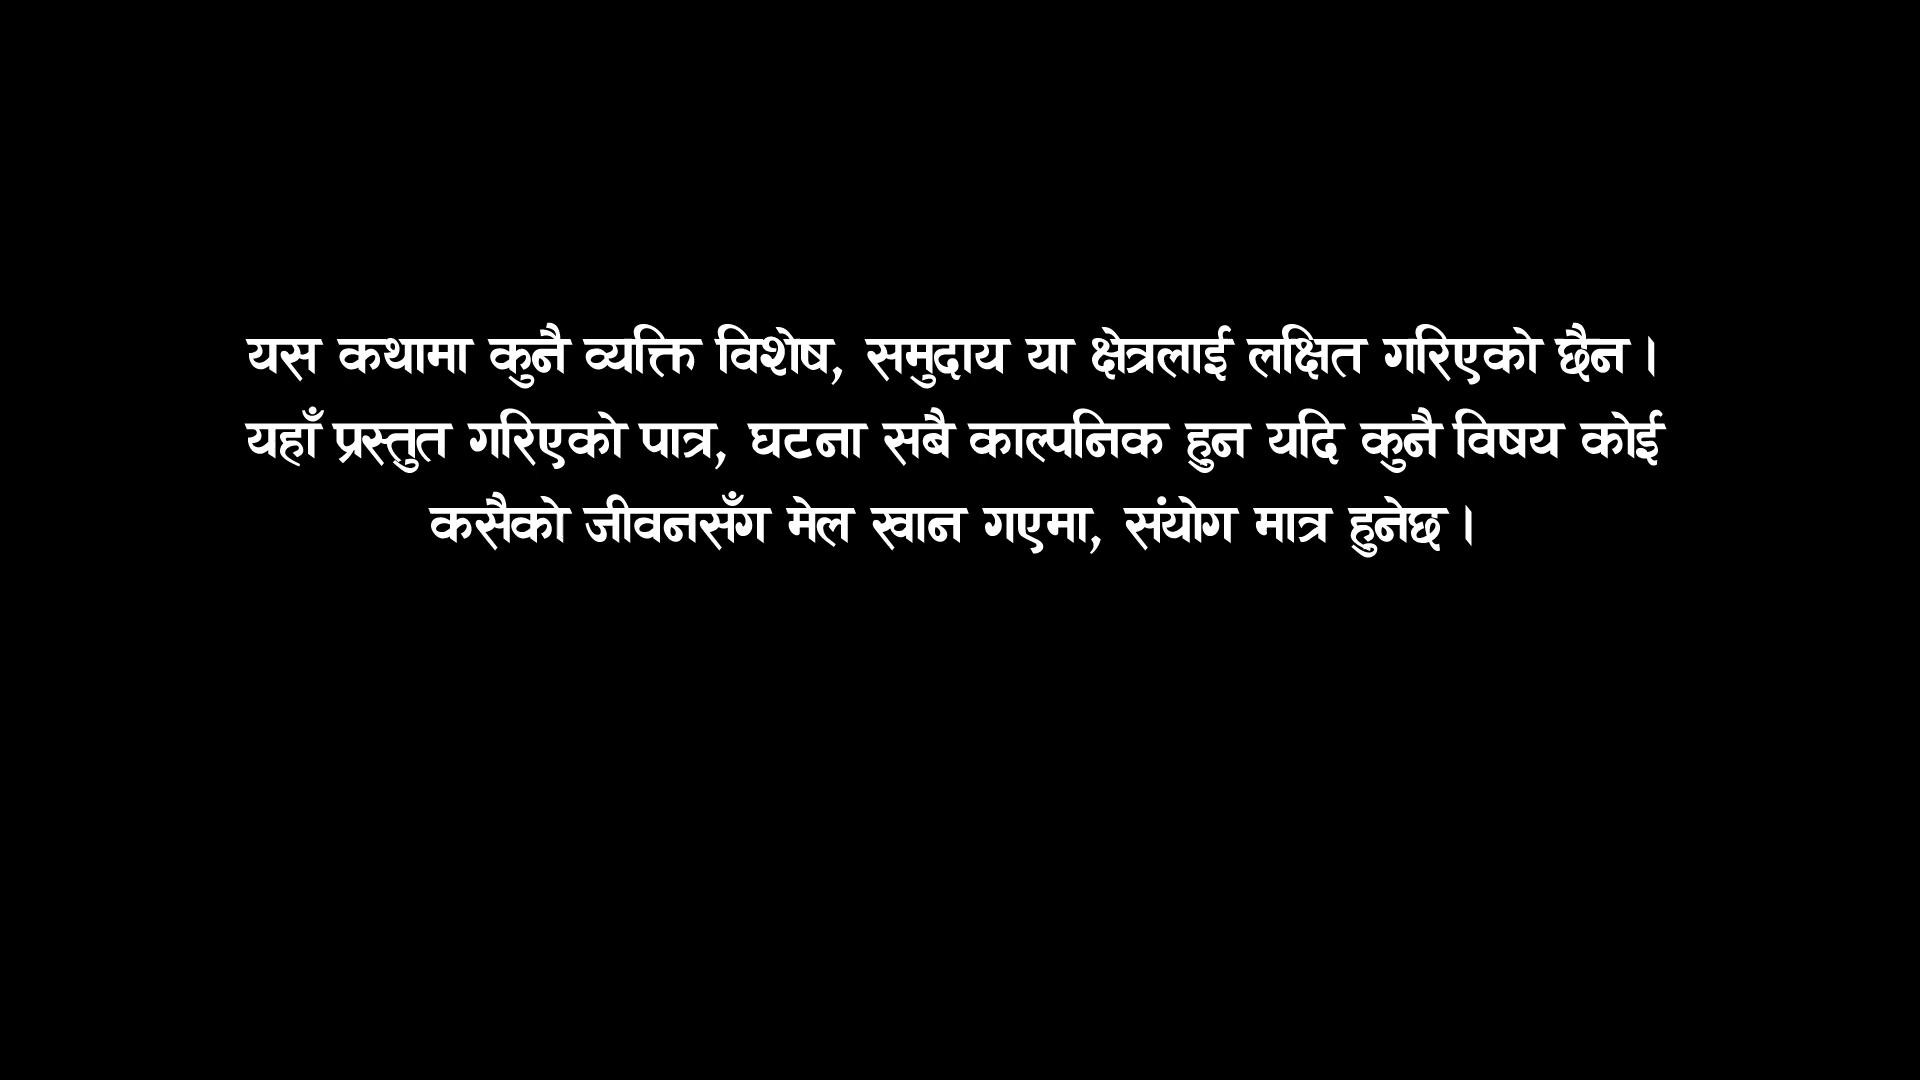 यस कथामा कुनै व्यक्ति विशेष, समुदाय या क्षेत्रलाई लक्षित गरिएको छैन ।
यहाँ प्रस्तुत गरिएको पात्र, घटना सबै काल्पनिक हुन यदि कुनै विषय कोई
कसैको जीवनसँग मेल खान गएमा, संयोग मात्र हुनेछ ।